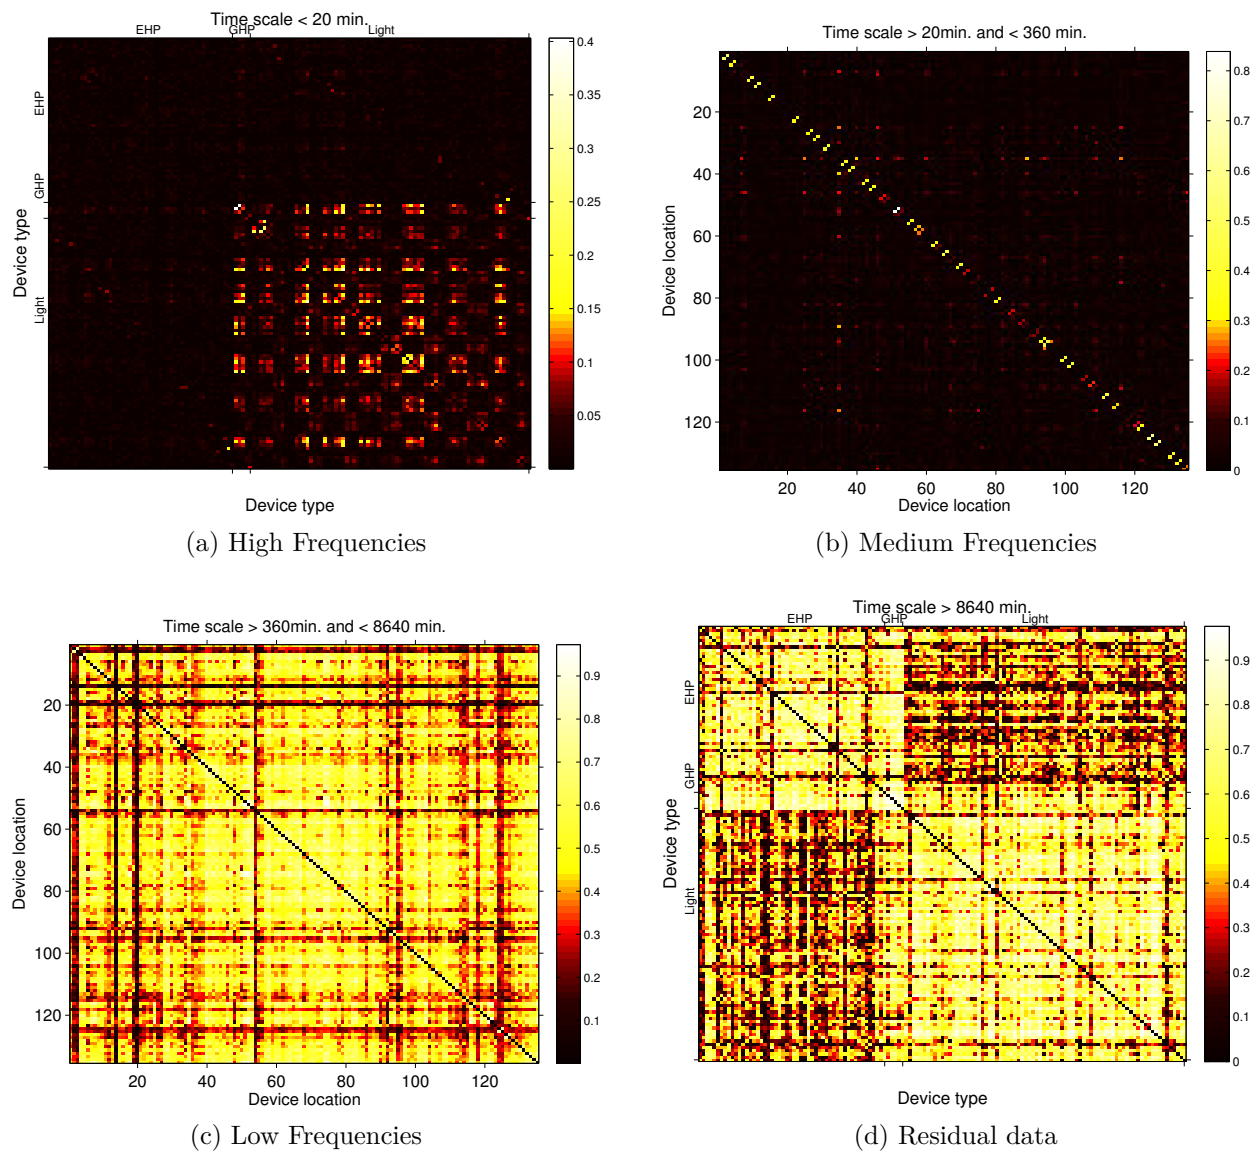 Time scale < 20 min.
EHP GHP Light
EHP
GHP
Light
Device type
Device type
0.4
0.35
0.3
0.25
0.2
0.15
0.1
0.05
(a) High Frequencies
Time scale > 20min. and < 360 min.
20
40
60
80
100
120
Device location
20 40 60 80 100 120
Device location
0.8
0.7
0.6
0.5
0.4
0.3
0.2
0.1
0
(b) Medium Frequencies
Time scale > 360min. and < 8640 min.
20
40
60
80
100
120
Device location
20 40 60 80 100 120
Device location
0.9
0.8
0.7
0.6
0.5
0.4
0.3
0.2
0.1
(c) Low Frequencies
Time scale > 8640 min.
EHP GHP Light
EHP
GHP
Light
Device type
Device type
0.9
0.8
0.7
0.6
0.5
0.4
0.3
0.2
0.1
0
(d) Residual data